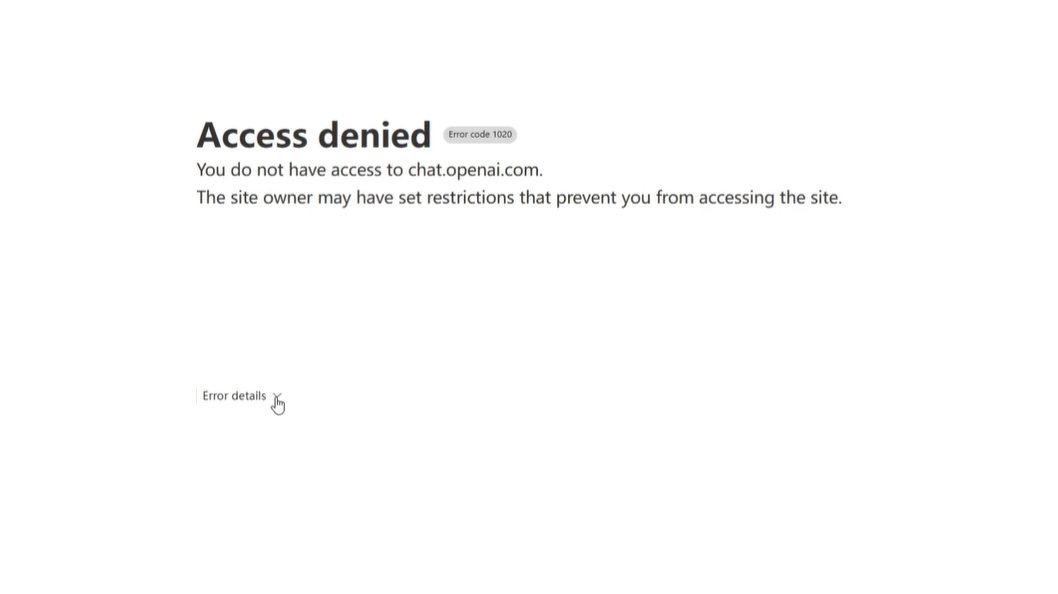 Access denied Error code 1020
You do not have access to chat.openai.com.
The site owner may have set restrictions that prevent you from accessing the site.
Error details